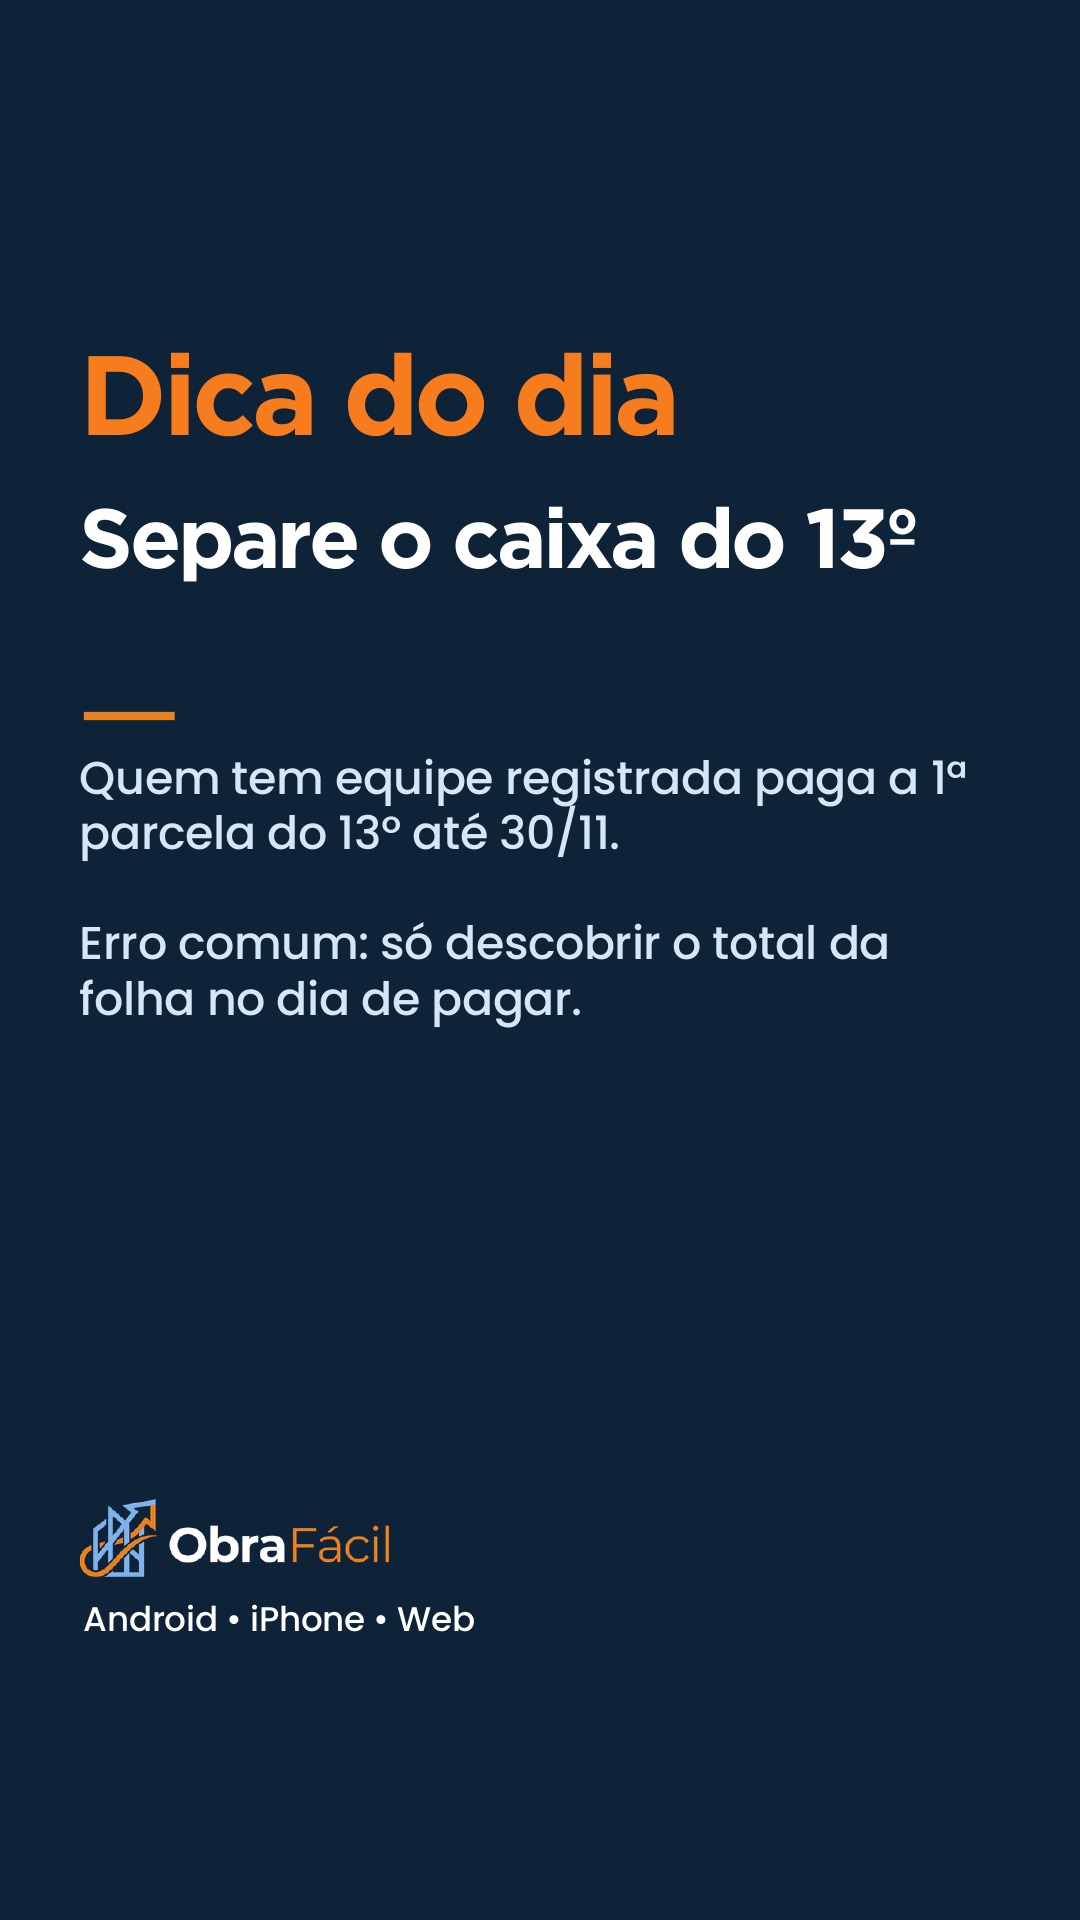 Dica do dia
Separe o caixa do 13º
Quem tem equipe registrada paga a 1ª
parcela do 13º até 30/11.
Erro comum: só descobrir o total da
folha no dia de pagar.
ObraFácil
Android • iPhone • Web